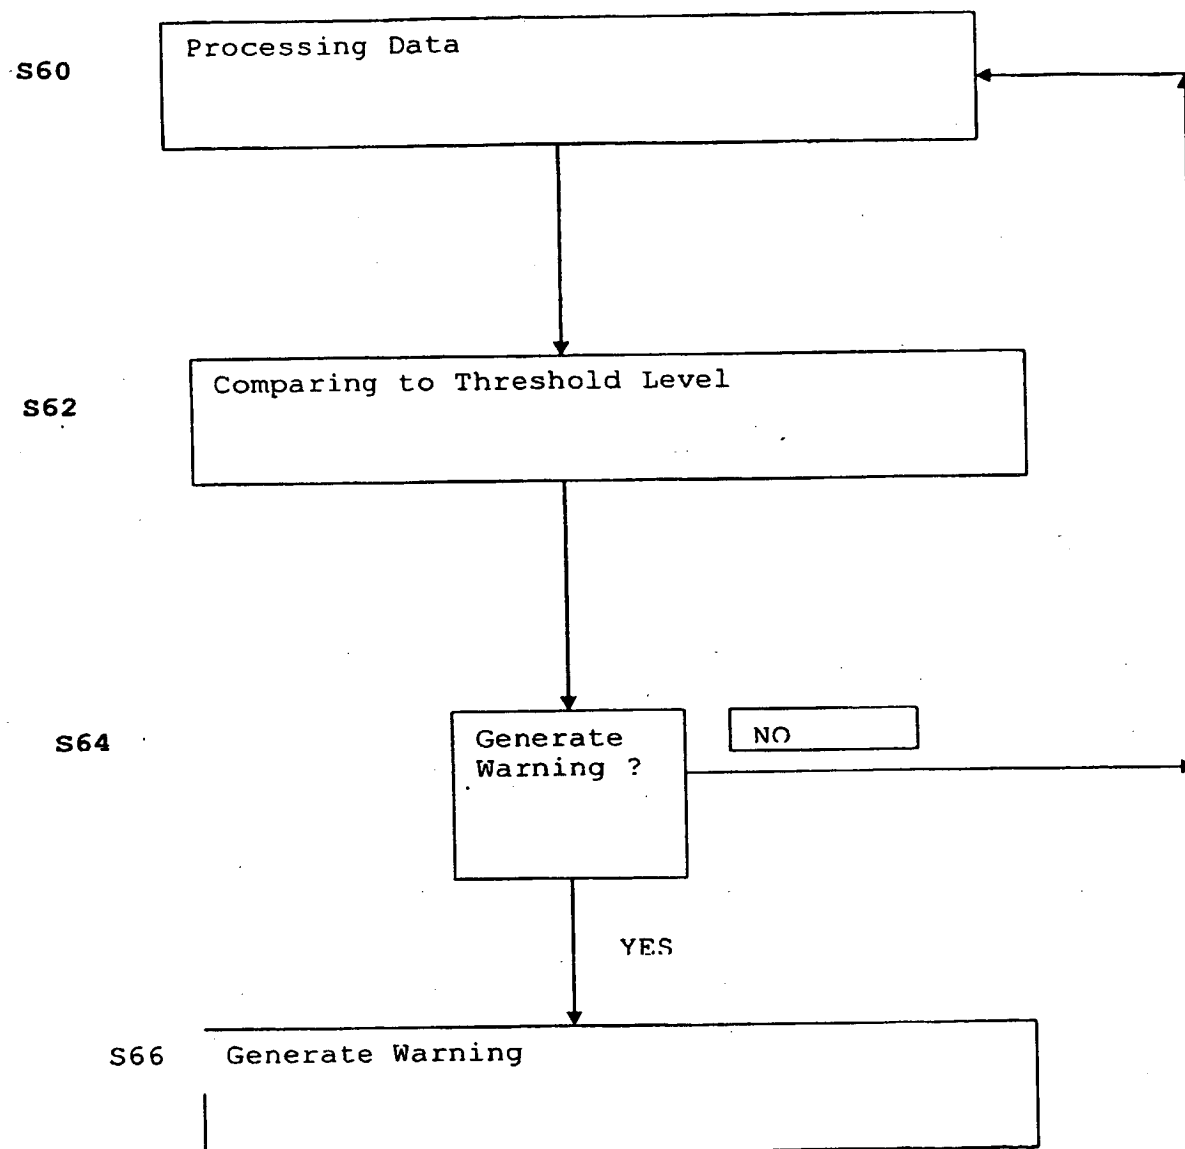 Processing Data
S60
Comparing to Threshold Level
S62
S64
Generate
Warning ?
NO
YES
S66
Generate Warning